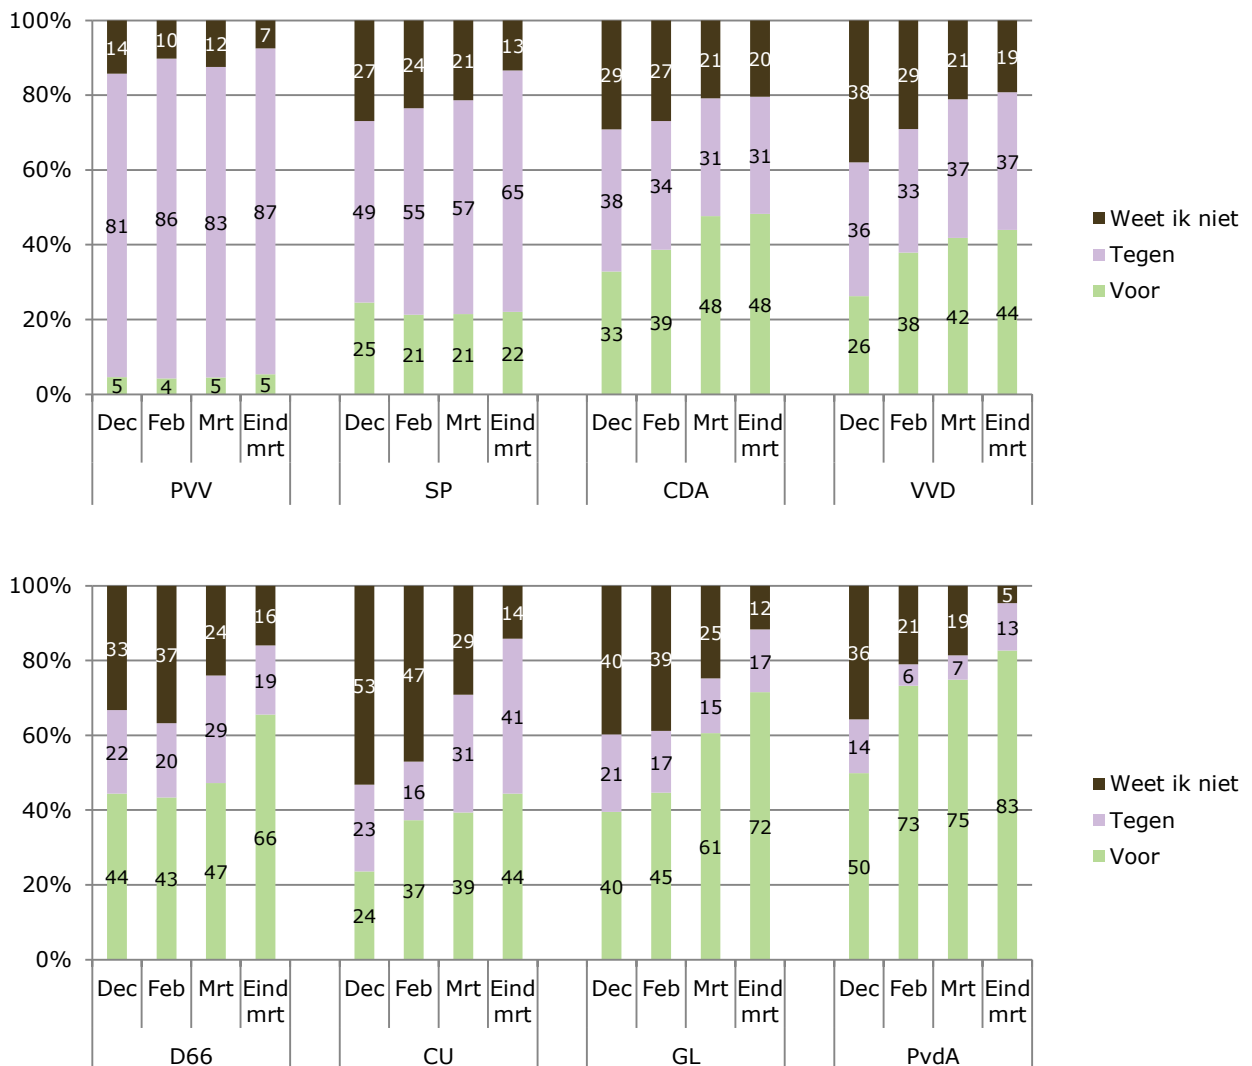 100%
80%
60%
40%
20%
0%
14 10 12 7
81 86 83 87
5 4 5 5
27 24 21 13
49 55 57 65
25 21 21 22
29 27 21 20
38 34 31 31
33 39 48 48
38 29 21 19
36 33 37 37
26 38 42 44
Dec Feb Mrt Eind mrt
PVV
Dec Feb Mrt Eind mrt
SP
Dec Feb Mrt Eind mrt
CDA
Dec Feb Mrt Eind mrt
VVD
Weet ik niet
Tegen
Voor
100%
80%
60%
40%
20%
0%
33 37 24 16
22 20 29 19
44 43 47 66
53 47 29 14
23 16 31 41
24 37 39 44
40 39 25 12
21 17 15 17
40 45 61 72
36 21 19 5
14 6 7 13
50 73 75 83
Dec Feb Mrt Eind mrt
D66
Dec Feb Mrt Eind mrt
CU
Dec Feb Mrt Eind mrt
GL
Dec Feb Mrt Eind mrt
PvdA
Weet ik niet
Tegen
Voor